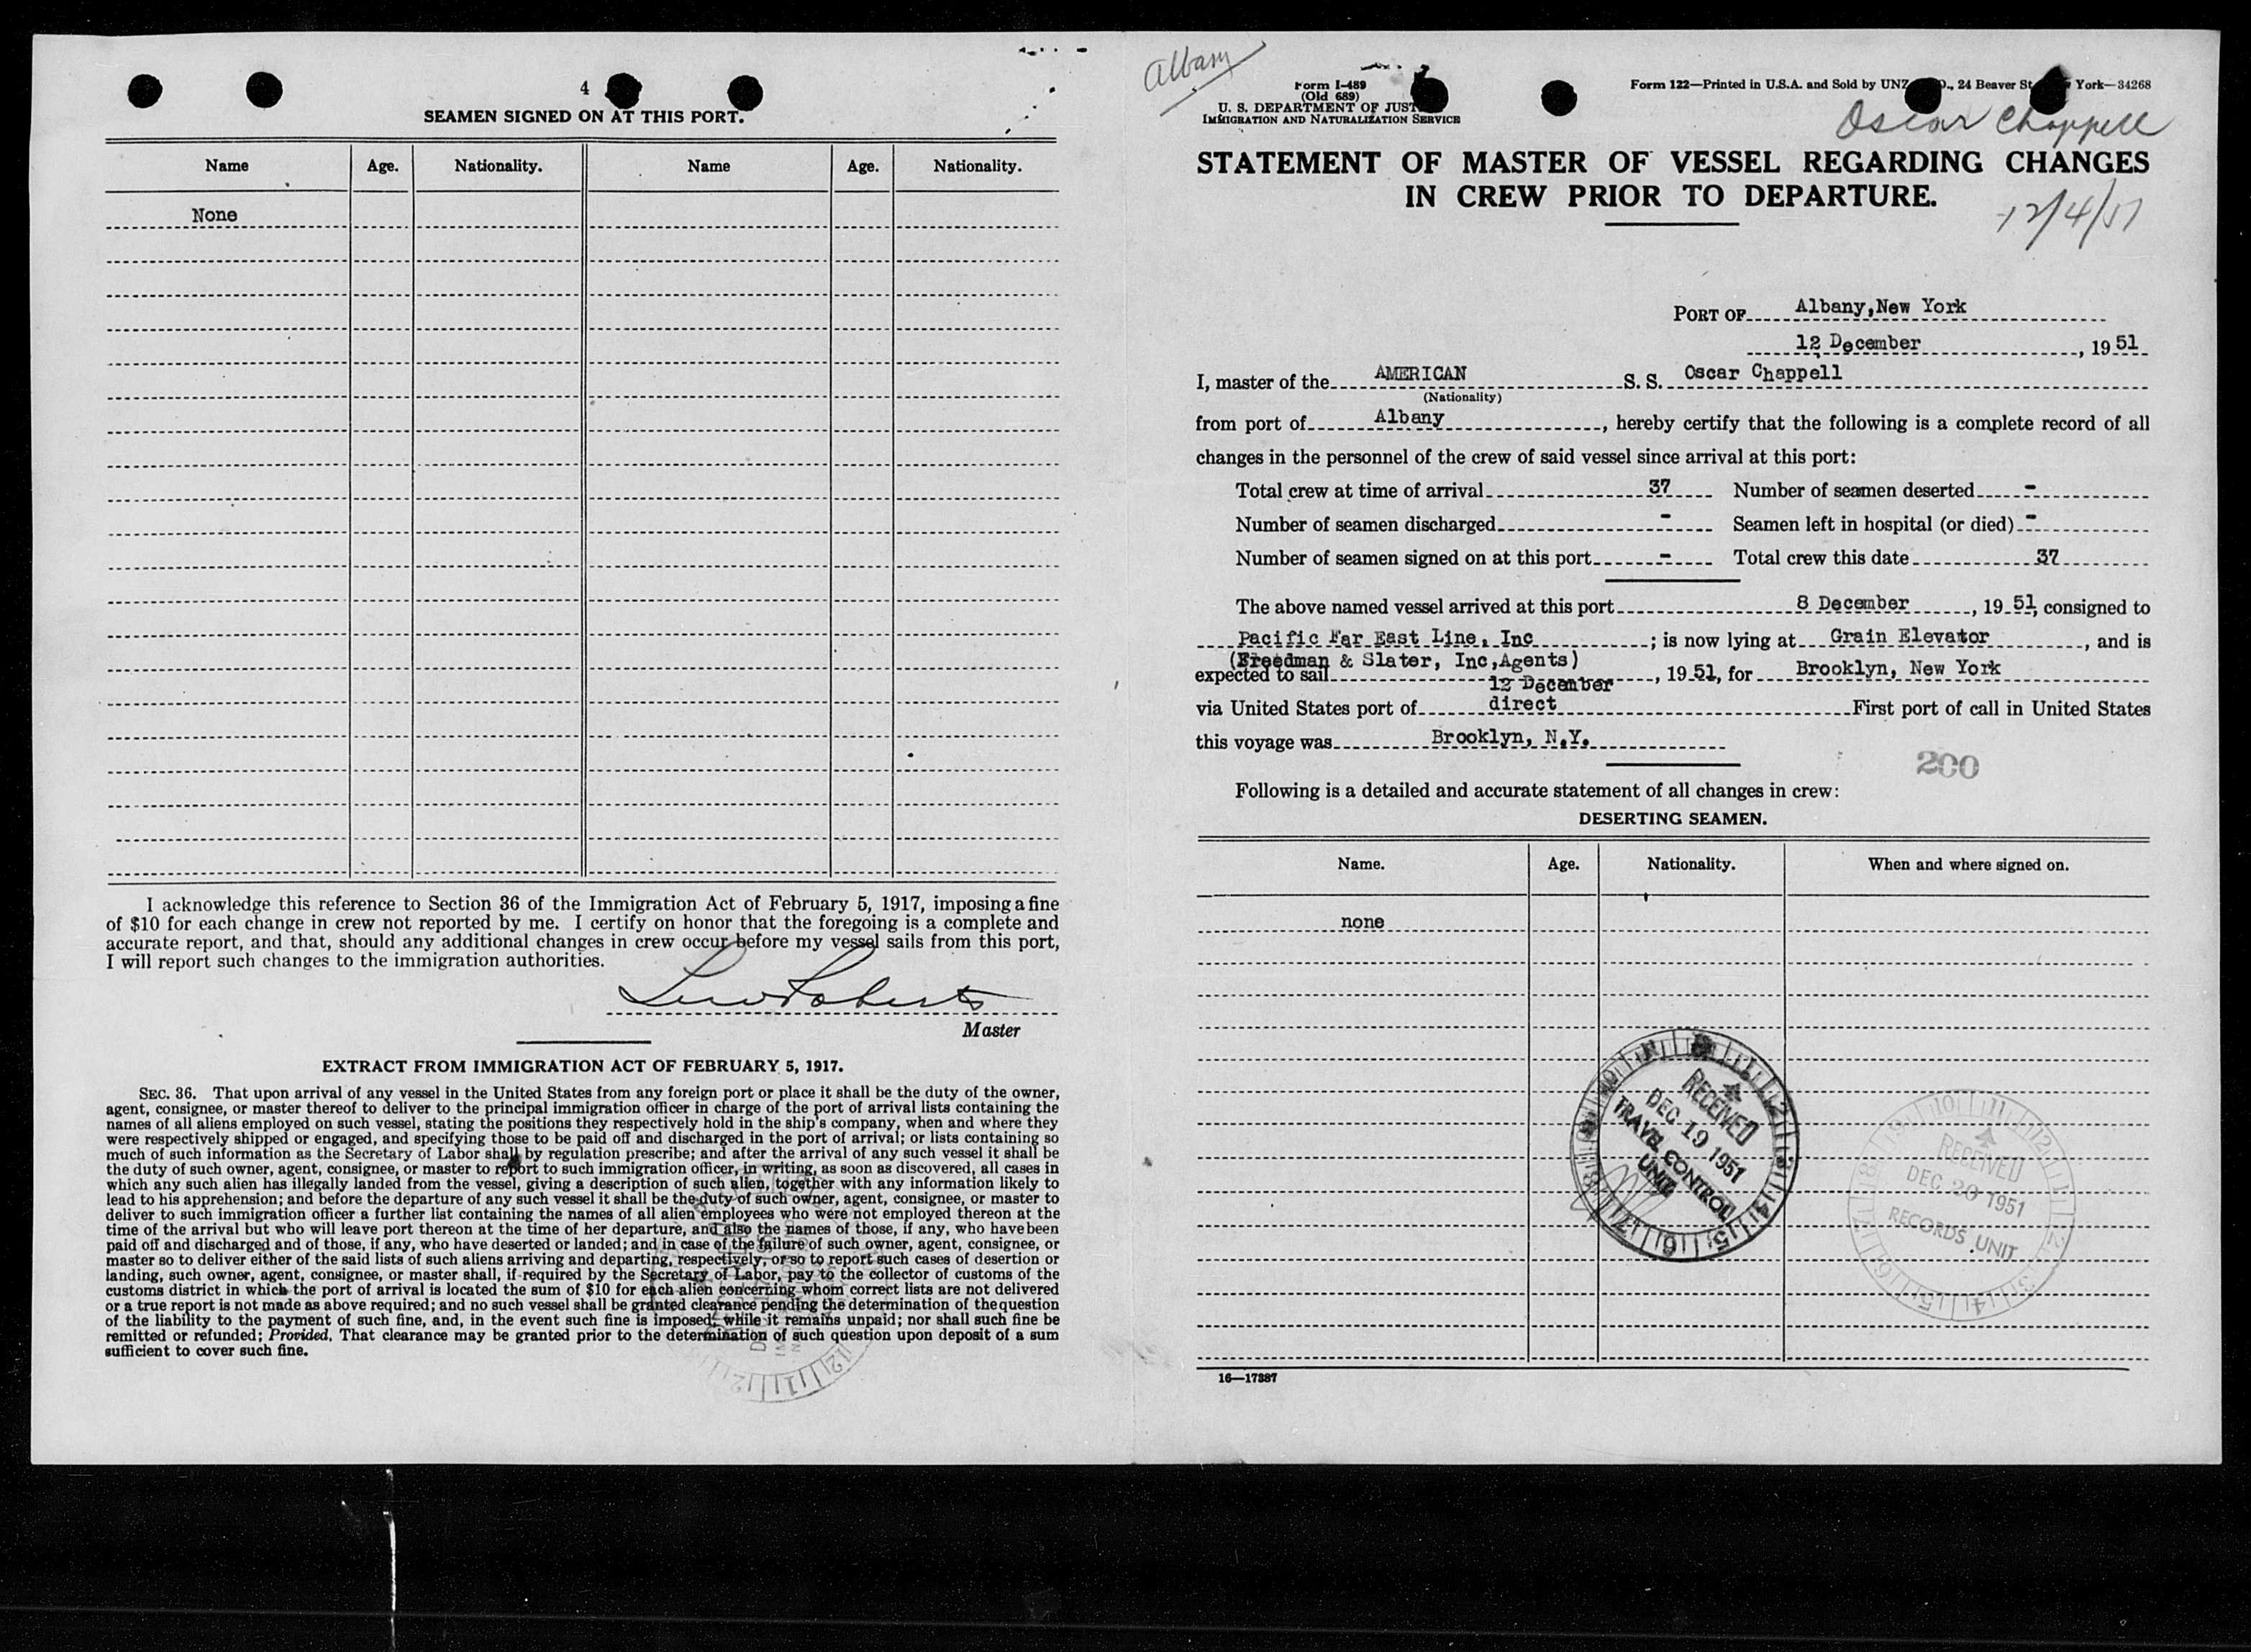 4
SEAMEN SIGNED ON AT THIS PORT.
Name Age. Nationality. Name Age. Nationality.
None
I acknowledge this reference to Section 36 of the Immigration Act of February 5, 1917, imposing a fine
of $10 for each change in crew not reported by me. I certify on honor that the foregoing is a complete and
accurate report, and that, should any additional changes in crew occur before my vessel sails from this port,
I will report such changes to the immigration authorities.
Master
EXTRACT FROM IMMIGRATION ACT OF FEBRUARY 5, 1917.
SEC. 36. That upon arrival of any vessel in the United States from any foreign port or place it shall be the duty of the owner,
agent, consignee, or master thereof to deliver to the principal immigration officer in charge of the port of arrival lists containing the
names of all aliens employed on such vessel, stating the positions they respectively hold in the ship's company, when and where they
were respectively shipped or engaged, and specifying those to be paid off and discharged in the port of arrival; or lists containing so
much of such information as the Secretary of Labor shall by regulation prescribe; and after the arrival of any such vessel it shall be
the duty of such owner, agent, consignee, or master to report to such immigration officer, in writing, as soon as discovered, all cases in
which any such alien has illegally landed from the vessel, giving a description of such alien, together with any information likely to
lead to his apprehension; and before the departure of any such vessel it shall be the duty of such owner, agent, consignee, or master to
deliver to such immigration officer a further list containing the names of all alien employees who were not employed thereon at the
time of the arrival but who will leave port thereon at the time of her departure, and also the names of those, if any, who have been
paid off and discharged and of those, if any, who have deserted or landed; and in case of the failure of such owner, agent, consignee, or
master so to deliver either of the said lists of such aliens arriving and departing, respectively, or so to report such cases of desertion or
landing, such owner, agent, consignee, or master shall, if required by the Secretary of Labor, pay to the collector of customs of the
customs district in which the port of arrival is located the sum of $10 for each alien concerning whom correct lists are not delivered
or a true report is not made as above required; and no such vessel shall be granted clearance pending the determination of the question
of the liability to the payment of such fine, and, in the event such fine is imposed, while it remains unpaid; nor shall such fine be
remitted or refunded; Provided, That clearance may be granted prior to the determination of such question upon deposit of a sum
sufficient to cover such fine.
Albany
Form I-489
(Old 689)
U. S. DEPARTMENT OF JUST
IMMIGRATION AND NATURALIZATION SERVICE
Form 122—Printed in U.S.A. and Sold by UNZ O., 24 Beaver St York—34268
Oscar Chappell
STATEMENT OF MASTER OF VESSEL REGARDING CHANGES
IN CREW PRIOR TO DEPARTURE.
12/4/51
PORT OF Albany,New York
12 December, 19 51
I, master of the AMERICAN S. S. Oscar Chappell
(Nationality)
from port of Albany, hereby certify that the following is a complete record of all
changes in the personnel of the crew of said vessel since arrival at this port:
Total crew at time of arrival 37 Number of seamen deserted -
Number of seamen discharged - Seamen left in hospital (or died) -
Number of seamen signed on at this port - Total crew this date 37
The above named vessel arrived at this port 8 December, 19 51, consigned to
Pacific Far East Line, Inc; is now lying at Grain Elevator, and is
(Freedman & Slater, Inc,Agents)
expected to sail 12 December, 19 51, for Brooklyn, New York
via United States port of direct First port of call in United States
this voyage was Brooklyn, N.Y.
200
Following is a detailed and accurate statement of all changes in crew:
DESERTING SEAMEN.
Name. Age. Nationality. When and where signed on.
none
RECEIVED
DEC 19 1951
TRAVEL CONTROL
UNIT
RECEIVED
DEC 20 1951
RECORDS UNIT
16—17387